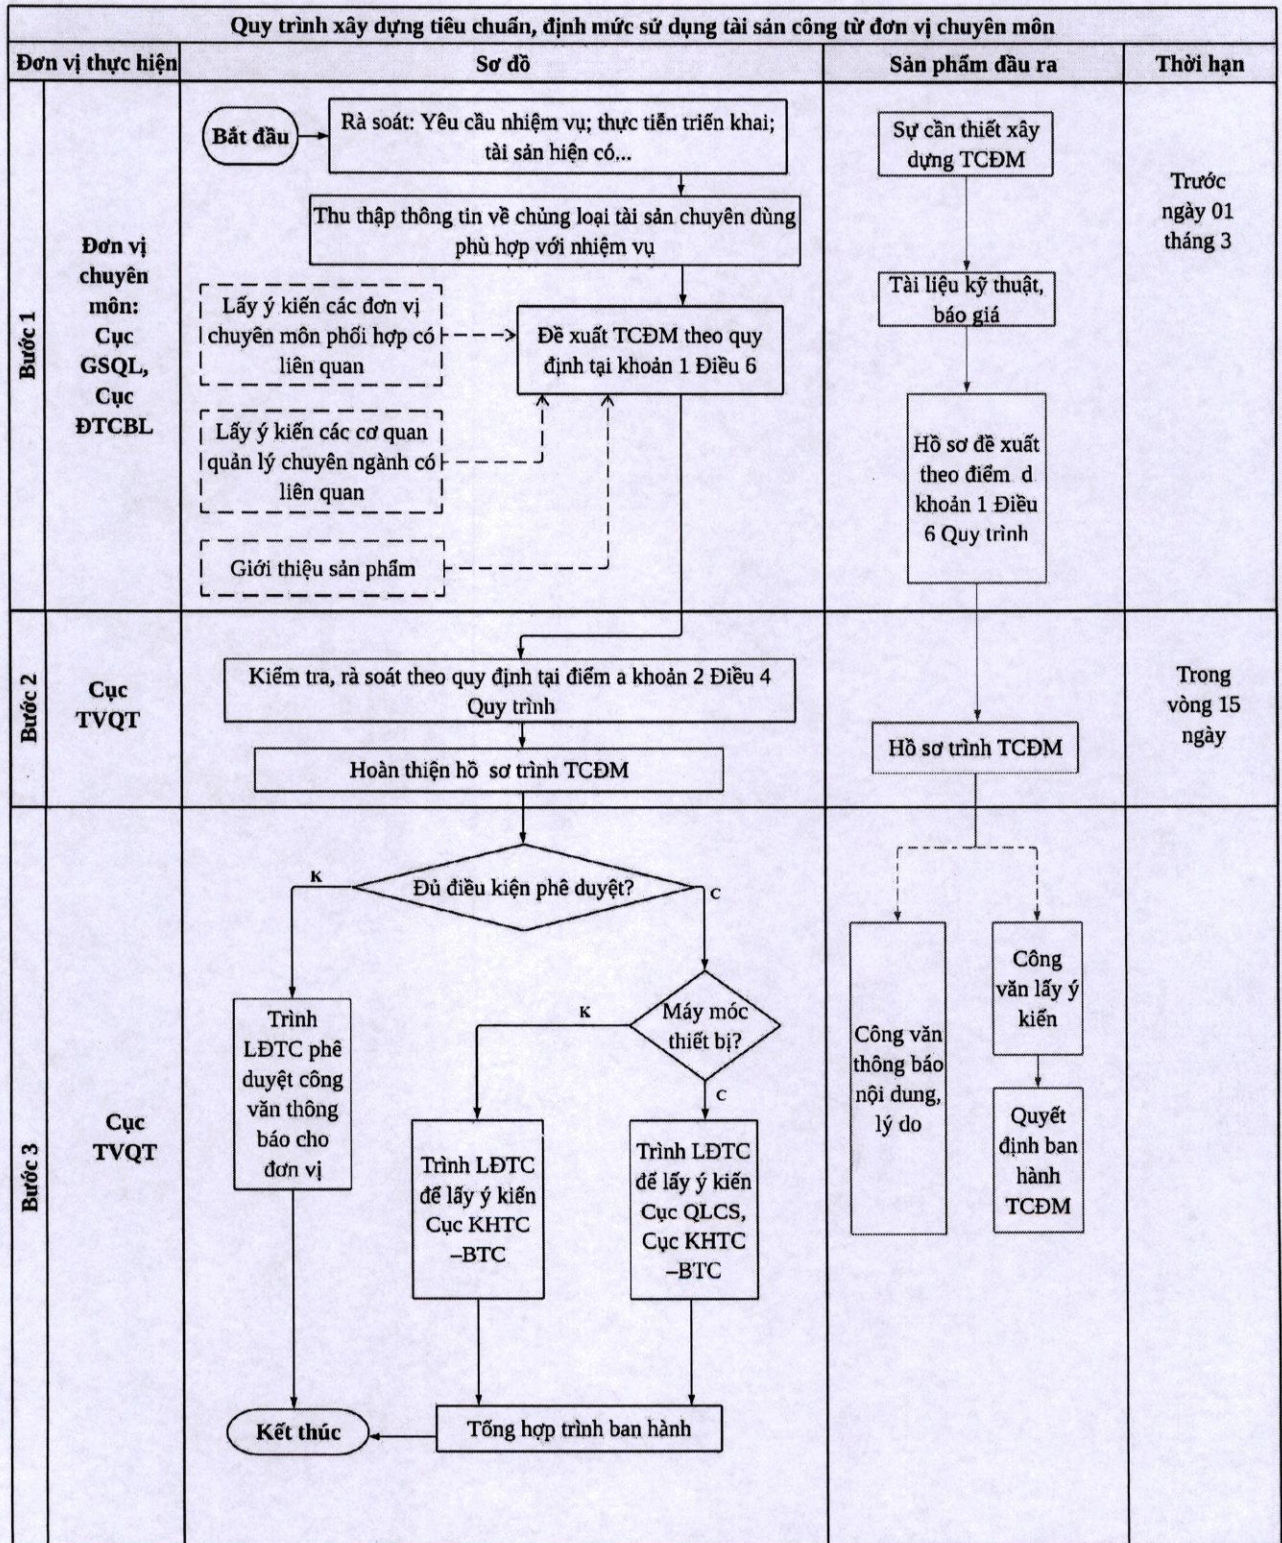 Quy trình xây dựng tiêu chuẩn, định mức sử dụng tài sản công từ đơn vị chuyên môn
Đơn vị thực hiện
Sơ đồ
Sản phẩm đầu ra
Thời hạn
Bước 1
Đơn vị
chuyên
môn:
Cục
GSQL,
Cục
ĐTCBL
Bắt đầu
Rà soát: Yêu cầu nhiệm vụ; thực tiễn triển khai;
tài sản hiện có...
Thu thập thông tin về chủng loại tài sản chuyên dùng
phù hợp với nhiệm vụ
Lấy ý kiến các đơn vị
chuyên môn phối hợp có
liên quan
Đề xuất TCĐM theo quy
định tại khoản 1 Điều 6
Lấy ý kiến các cơ quan
quản lý chuyên ngành có
liên quan
Giới thiệu sản phẩm
Sự cần thiết xây
dựng TCĐM
Tài liệu kỹ thuật,
báo giá
Hồ sơ đề xuất
theo điểm d
khoản 1 Điều
6 Quy trình
Trước
ngày 01
tháng 3
Bước 2
Cục
TVQT
Kiểm tra, rà soát theo quy định tại điểm a khoản 2 Điều 4
Quy trình
Hoàn thiện hồ sơ trình TCĐM
Hồ sơ trình TCĐM
Trong
vòng 15
ngày
Bước 3
Cục
TVQT
Đủ điều kiện phê duyệt?
K
C
Trình
LĐTC phê
duyệt công
văn thông
báo cho
đơn vị
Máy móc
thiết bị?
K
C
Trình LĐTC
để lấy ý kiến
Cục KHTC
–BTC
Trình LĐTC
để lấy ý kiến
Cục QLCS,
Cục KHTC
–BTC
Kết thúc
Tổng hợp trình ban hành
Công văn
thông báo
nội dung,
lý do
Công
văn lấy ý
kiến
Quyết
định ban
hành
TCĐM